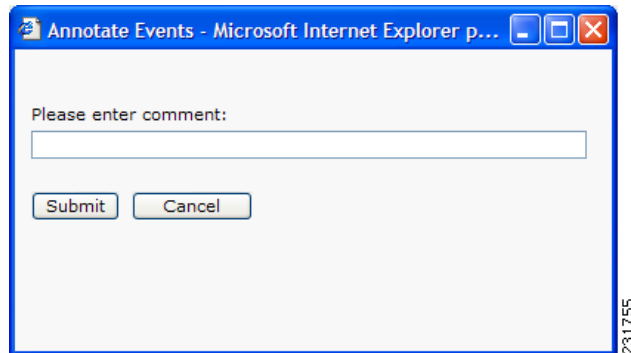 Annotate Events - Microsoft Internet Explorer p...
Please enter comment:
Submit Cancel
231755